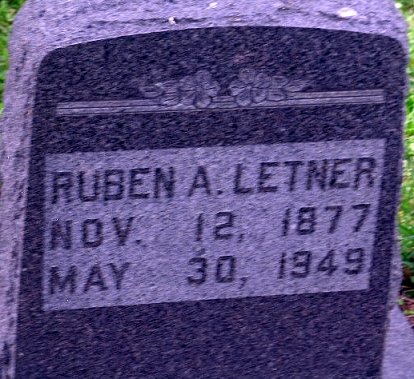 RUBEN A. LETNER
NOV. 12, 1877
MAY 30, 1949